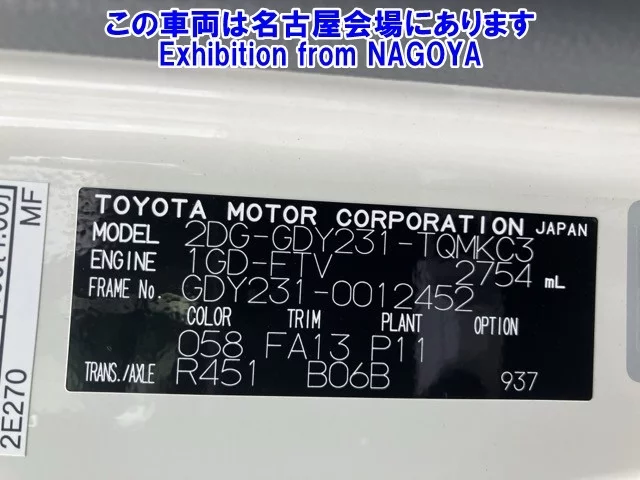 この車両は名古屋会場にあります
Exhibition from NAGOYA
TOYOTA MOTOR CORPORATION JAPAN
MODEL 2DG-GDY231-TQMKC3
ENGINE 1GD-FTV 2754 mL
FRAME No. GDY231-0012452
COLOR TRIM PLANT OPTION
058 FA13 P11
TRANS./AXLE R451 B06B 937
MF
2E270